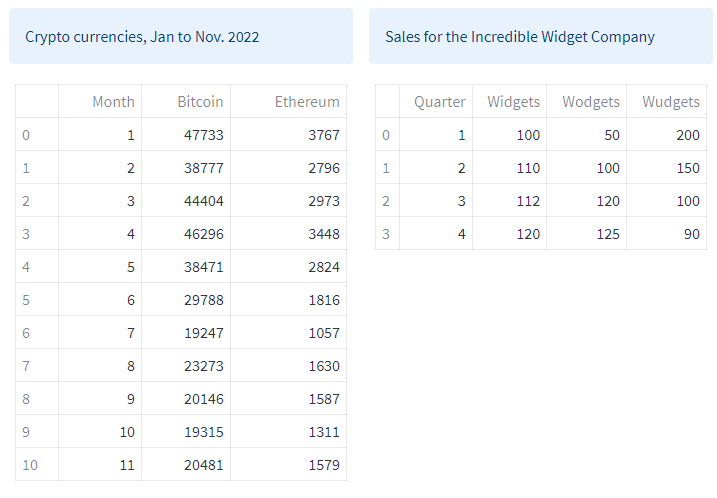 Crypto currencies, Jan to Nov. 2022
Month Bitcoin Ethereum
0 1 47733 3767
1 2 38777 2796
2 3 44404 2973
3 4 46296 3448
4 5 38471 2824
5 6 29788 1816
6 7 19247 1057
7 8 23273 1630
8 9 20146 1587
9 10 19315 1311
10 11 20481 1579
Sales for the Incredible Widget Company
Quarter Widgets Wodgets Wudgets
0 1 100 50 200
1 2 110 100 150
2 3 112 120 100
3 4 120 125 90